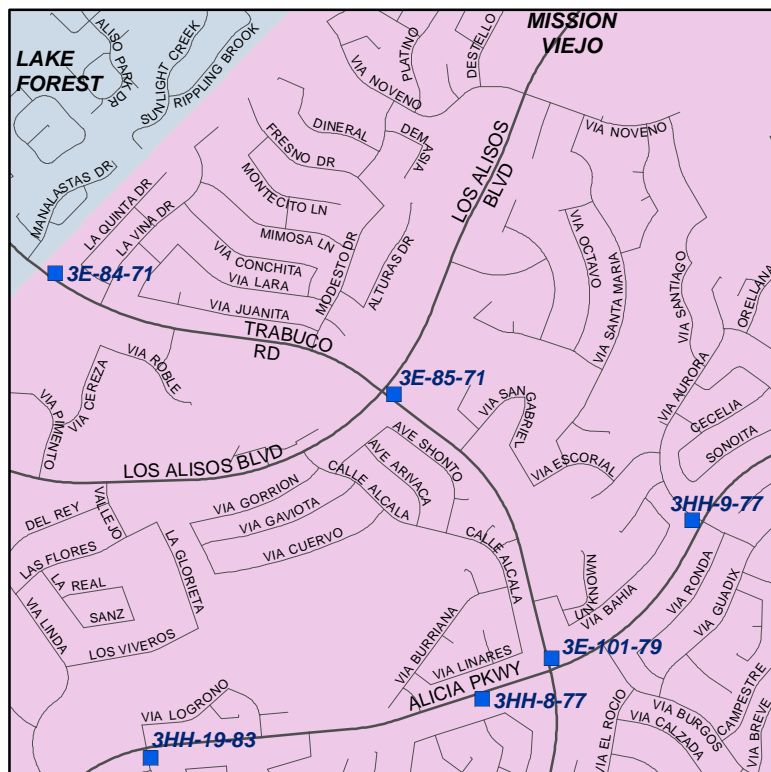 MISSION
VIEJO
LAKE
FOREST
ALISO PARK DR
SUNLIGHT CREEK
RIPPLING BROOK
VIA NOVENO
PLATINO
DESTELLO
DINERAL
DEMASIA
FRESNO DR
LOS ALISOS
BLVD
VIA NOVENO
MANALASTAS DR
LA QUINTA DR
LA VINA DR
MONTECITO LN
MIMOSA LN
VIA CONCHITA
VIA LARA
VIA JUANITA
MODESTO DR
ALTURAS DR
VIA OCTAVO
VIA SANTA MARIA
VIA SANTIAGO
ORELLANA
3E-84-71
TRABUCO
RD
VIA ROBLE
VIA CEREZA
VIA PIMENTO
3E-85-71
VIA SAN
GABRIEL
VIA AURORA
CECELIA
SONOITA
LOS ALISOS BLVD
AVE SHONTO
AVE ARIVACA
CALLE ALCALA
VIA ESCORIAL
VIA GORRION
VIA GAVIOTA
VIA CUERVO
DEL REY
VALLEJO
LAS FLORES
LA REAL
SANZ
LA GLORIETA
VIA LINDA
LOS VIVEROS
CALLE ALCALA
3HH-9-77
UNKNOWN
VIA BAHIA
VIA RONDA
VIA GUADIX
VIA BURRIANA
VIA LINARES
3E-101-79
ALICIA PKWY
3HH-8-77
VIA LOGRONO
3HH-19-83
VIA EL ROCIO
VIA BURGOS
VIA CALZADA
CAMPESTRE
VIA BREVE